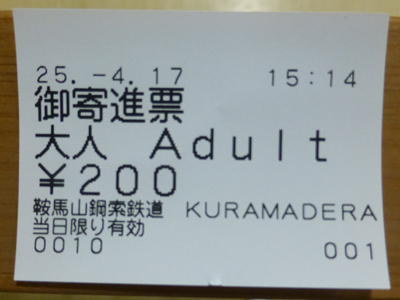 25. -4. 17 15:14
御寄進票
大人 Adult
¥200
鞍馬山鋼索鉄道 KURAMADERA
当日限り有効
0010 001